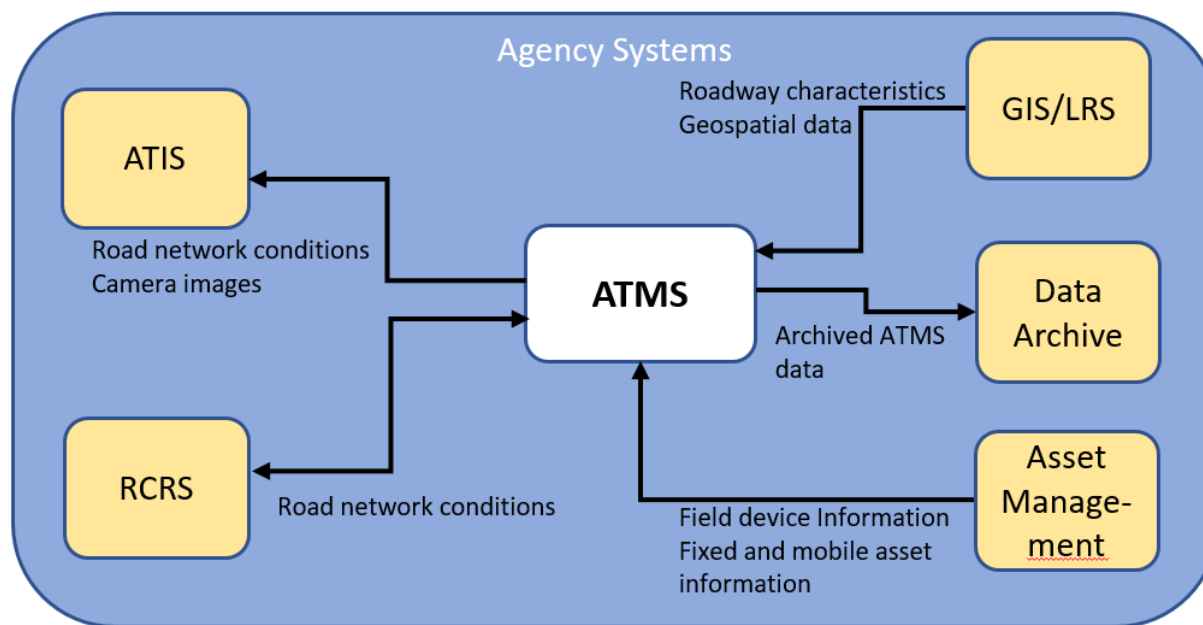 Agency Systems
Roadway characteristics
Geospatial data
GIS/LRS
ATIS
Road network conditions
Camera images
ATMS
Data
Archive
Archived ATMS
data
RCRS
Road network conditions
Asset
Manage-
ment
Field device Information
Fixed and mobile asset
information